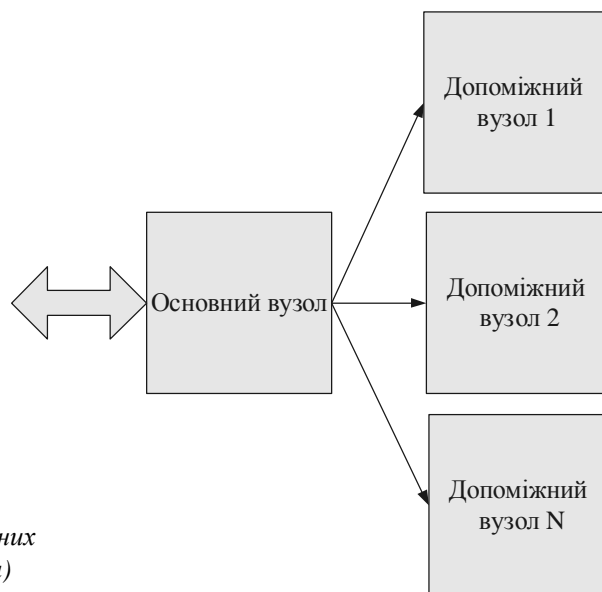 Допоміжний
вузол 1
Основний вузол
Допоміжний
вузол 2
Допоміжний
вузол N